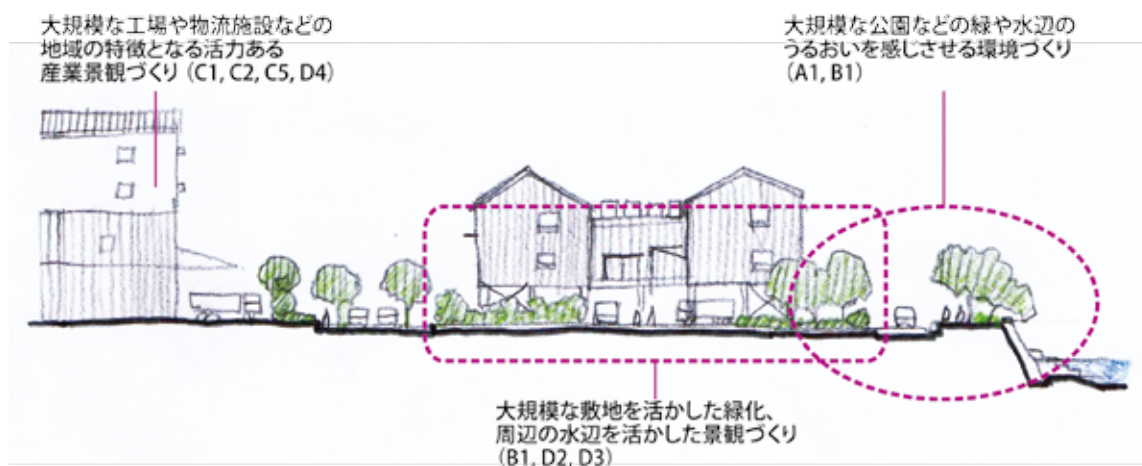 大規模な工場や物流施設などの
地域の特徴となる活力ある
産業景観づくり (C1, C2, C5, D4)
大規模な公園などの緑や水辺の
うるおいを感じさせる環境づくり
(A1, B1)
大規模な敷地を活かした緑化、
周辺の水辺を活かした景観づくり
(B1, D2, D3)